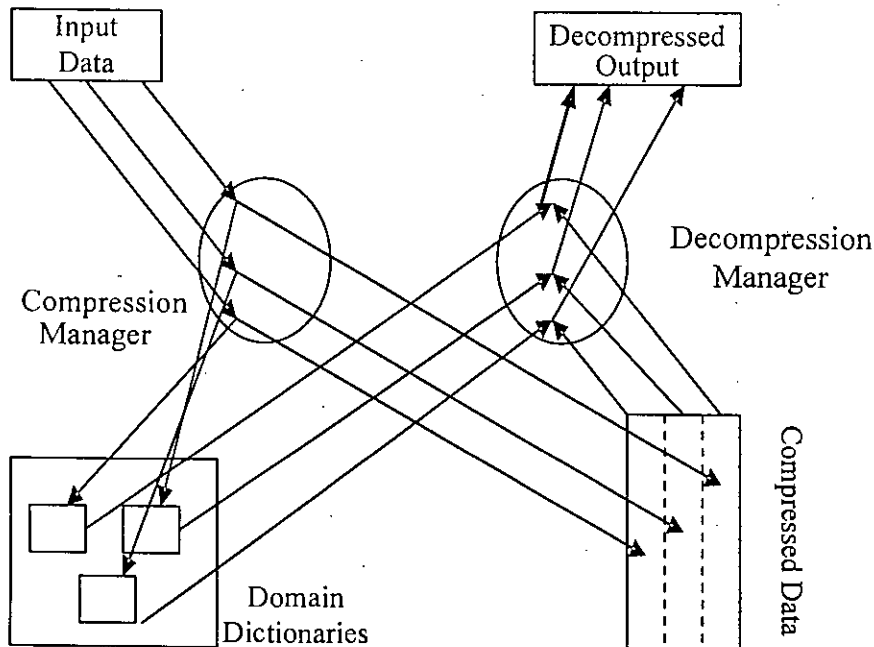 Input
Data
Decompressed
Output
Decompression
Manager
Compression
Manager
Compressed Data
Domain
Dictionaries